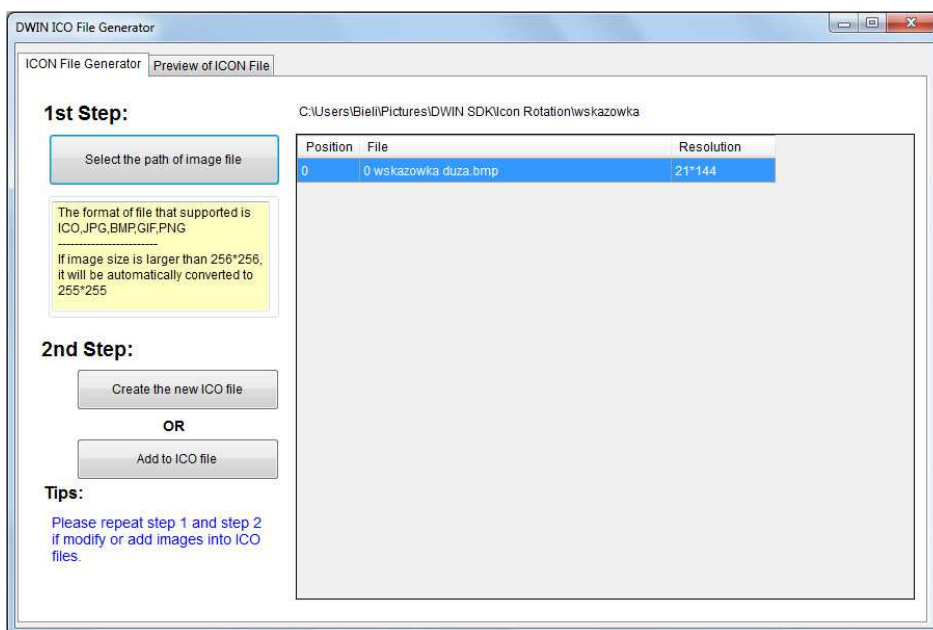 DWIN ICO File Generator
ICON File Generator Preview of ICON File
1st Step:
C:\Users\Bieli\Pictures\DWIN SDK\Icon Rotation\wskazowka
Select the path of image file
Position File Resolution
0 0 wskazowka duza.bmp 21*144
The format of file that supported is
ICO,JPG,BMP,GIF,PNG
------------------------
If image size is larger than 256*256,
it will be automatically converted to
255*255
2nd Step:
Create the new ICO file
OR
Add to ICO file
Tips:
Please repeat step 1 and step 2
if modify or add images into ICO
files.